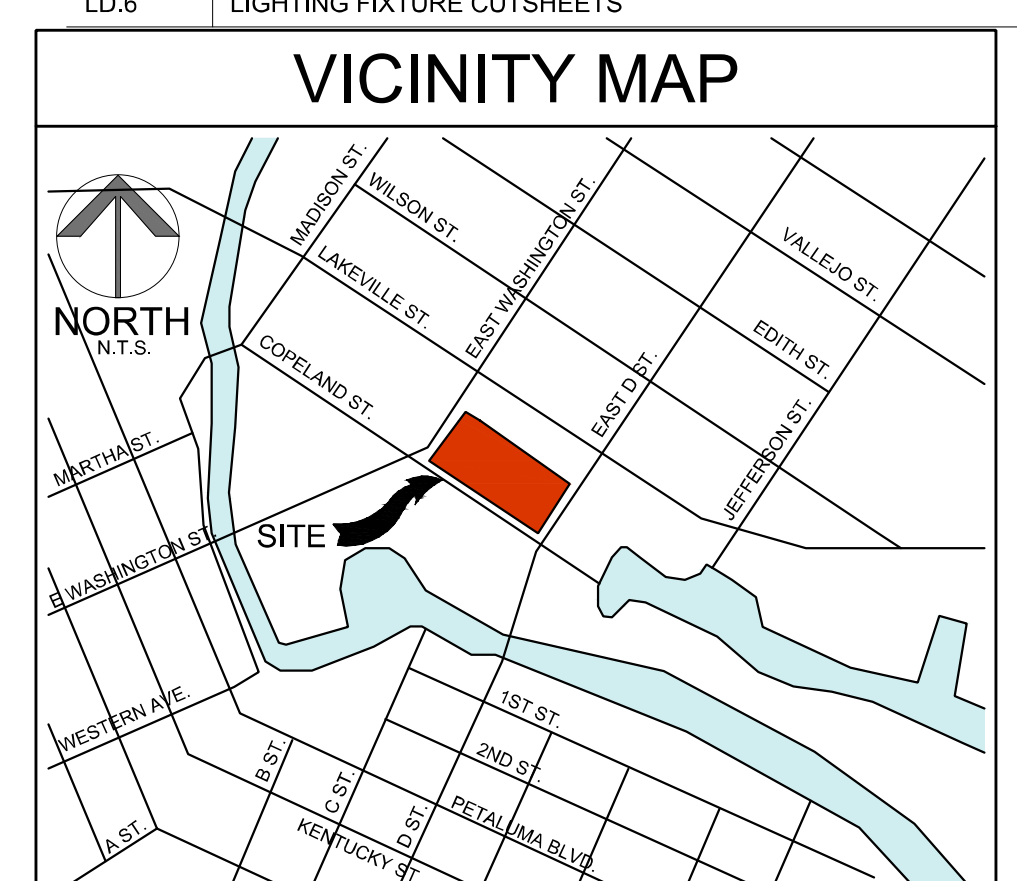 LD.6 LIGHTING FIXTURE CUTSHEETS
VICINITY MAP
NORTH
N.T.S.
MADISON ST.
WILSON ST.
EAST WASHINGTON ST.
VALLEJO ST.
LAKEVILLE ST.
COPELAND ST.
EDITH ST.
EAST D ST.
JEFFERSON ST.
MARTHA ST.
SITE
E WASHINGTON ST.
WESTERN AVE.
1ST ST.
2ND ST.
B ST.
C ST.
D ST.
PETALUMA BLVD.
A ST.
KENTUCKY ST.